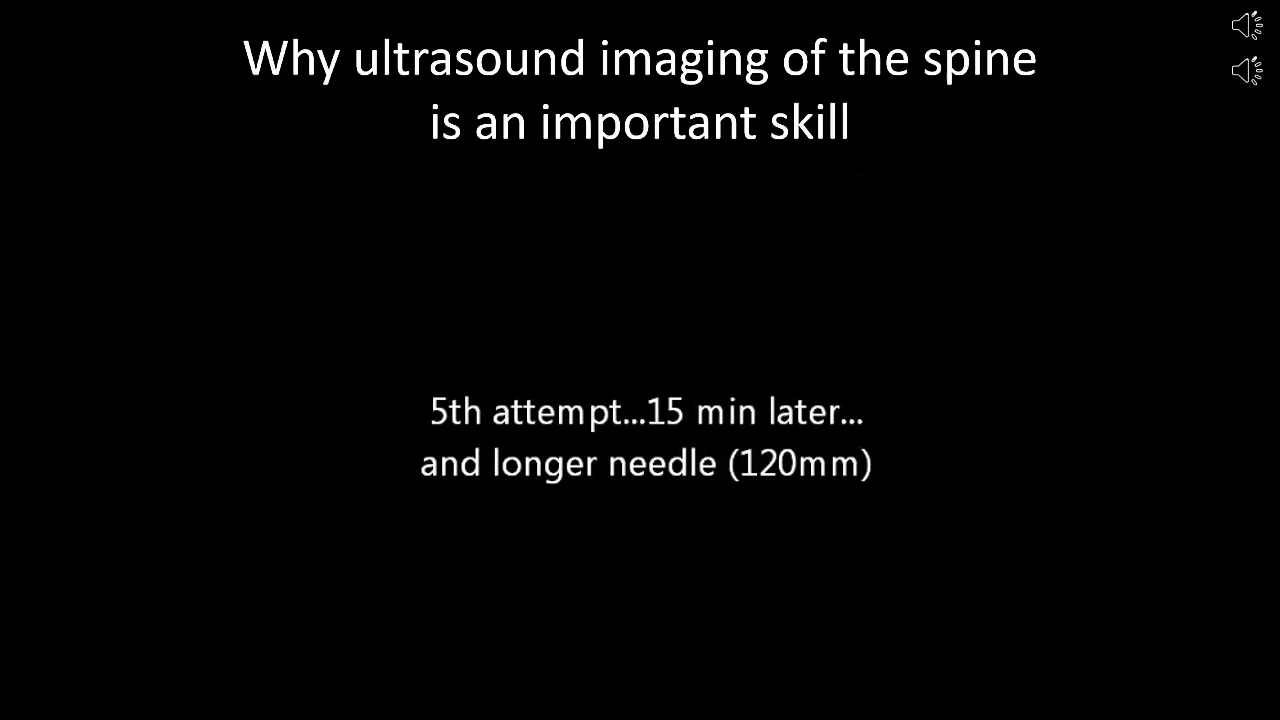 Why ultrasound imaging of the spine
is an important skill
5th attempt...15 min later...
and longer needle (120mm)